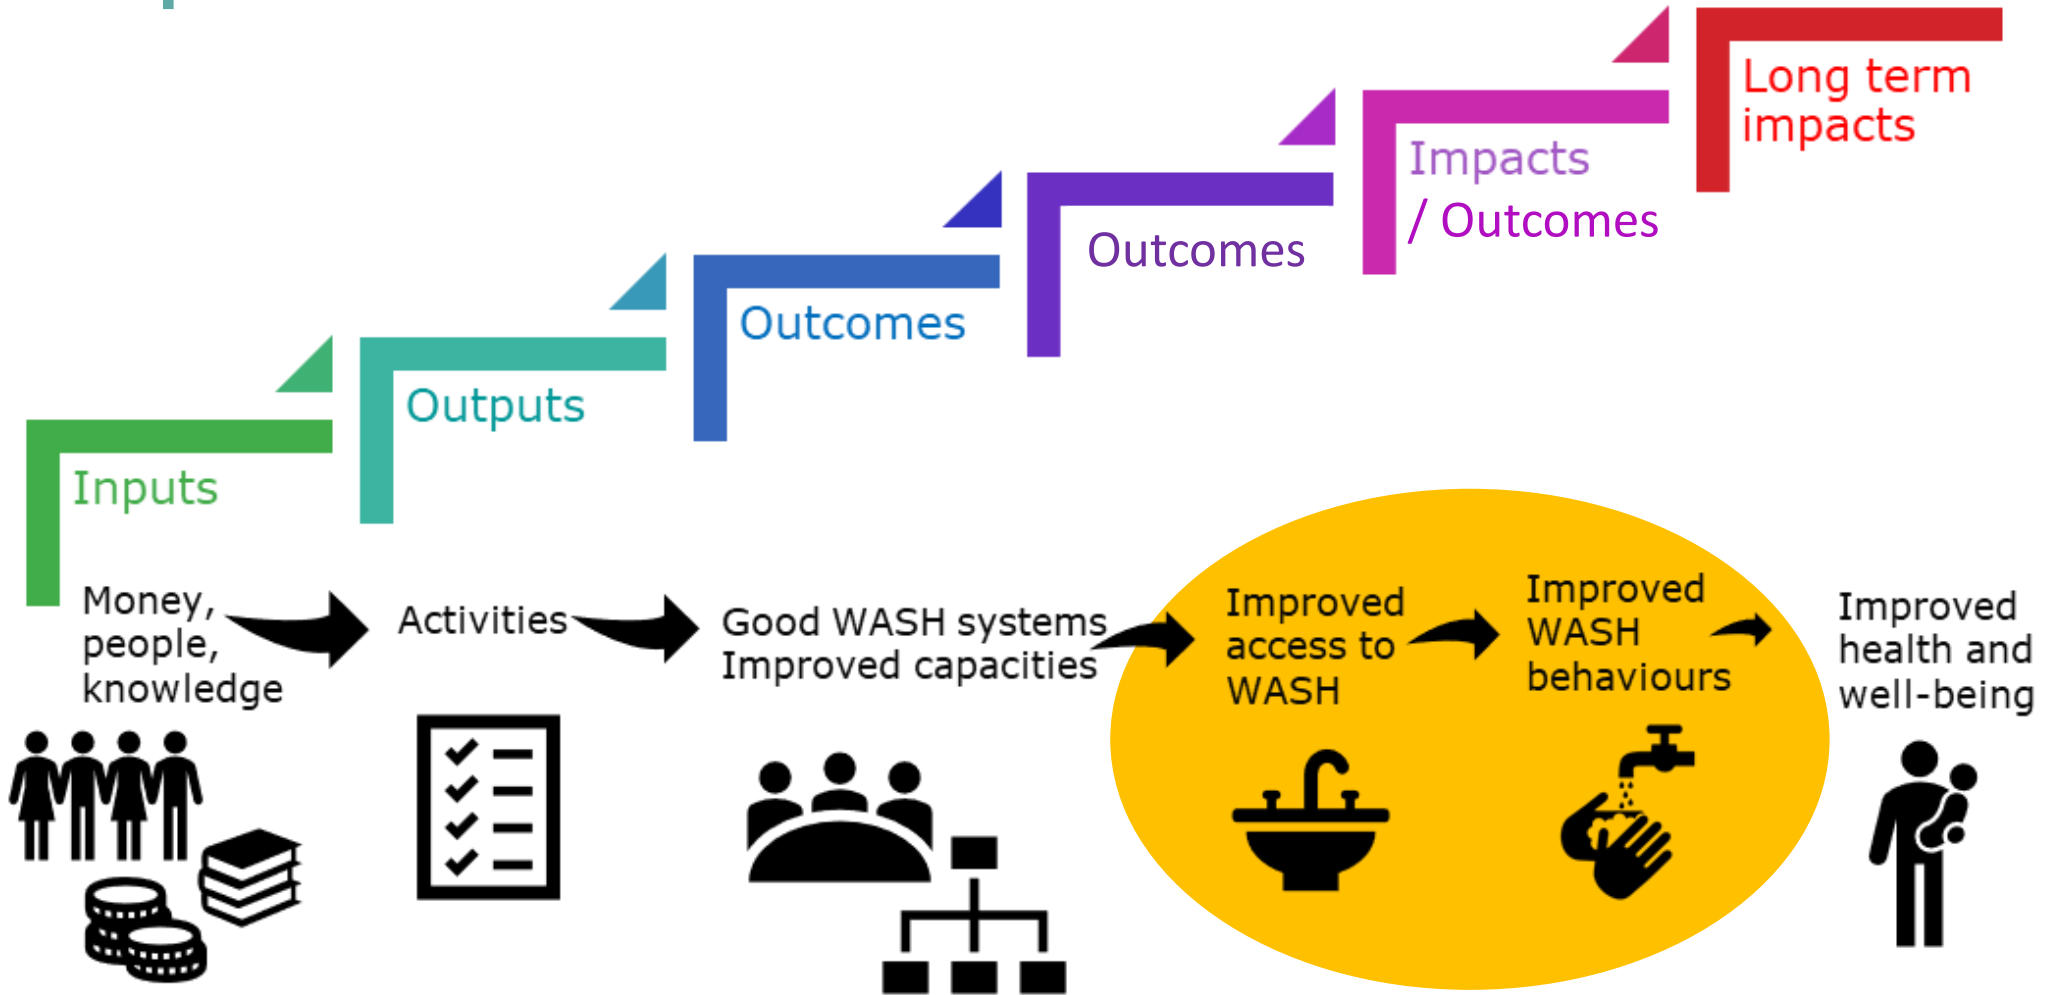 Long term
impacts
Impacts
/ Outcomes
Outcomes
Outcomes
Outputs
Inputs
Money,
people,
knowledge
Activities
Good WASH systems
Improved capacities
Improved
access to
WASH
Improved
WASH
behaviours
Improved
health and
well-being